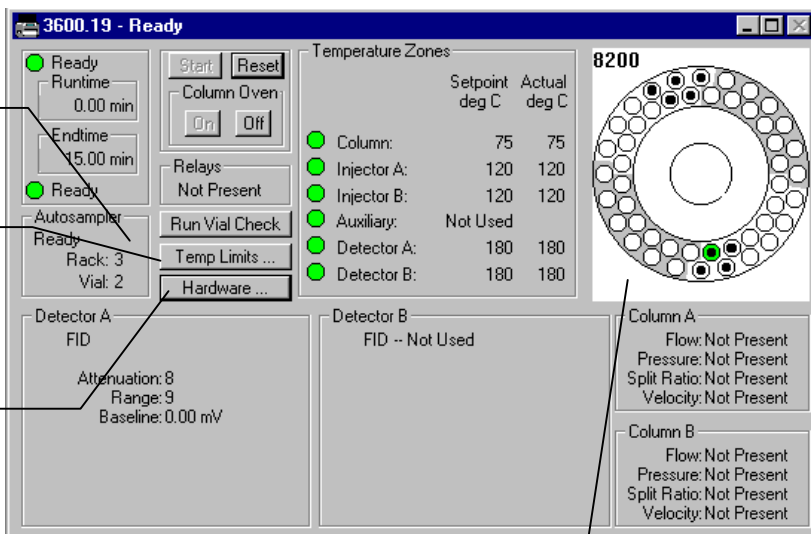 3600.19 - Ready
Ready
Runtime
0.00 min
Endtime
15.00 min
Ready
Autosampler
Ready
Rack: 3
Vial: 2
Start Reset
Column Oven
On Off
Relays
Not Present
Run Vial Check
Temp Limits ...
Hardware ...
Temperature Zones
Setpoint Actual
deg C deg C
Column: 75 75
Injector A: 120 120
Injector B: 120 120
Auxiliary: Not Used
Detector A: 180 180
Detector B: 180 180
8200
Detector A
FID
Attenuation: 8
Range: 9
Baseline: 0.00 mV
Detector B
FID -- Not Used
Column A
Flow: Not Present
Pressure: Not Present
Split Ratio: Not Present
Velocity: Not Present
Column B
Flow: Not Present
Pressure: Not Present
Split Ratio: Not Present
Velocity: Not Present